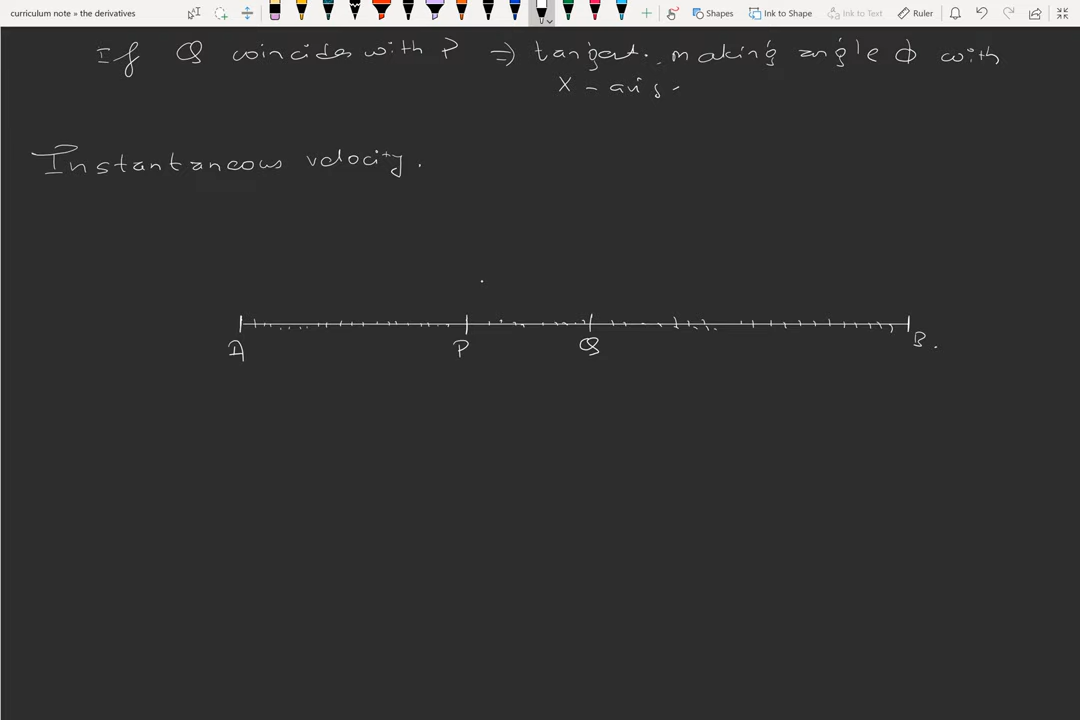 curriculum note » the derivatives
Shapes
Ink to Shape
Ink to Text
Ruler
If Q coincides with P ⇒) tangent. making angle φ with
X - axis -
Instantaneous velocity.
A P Q B.